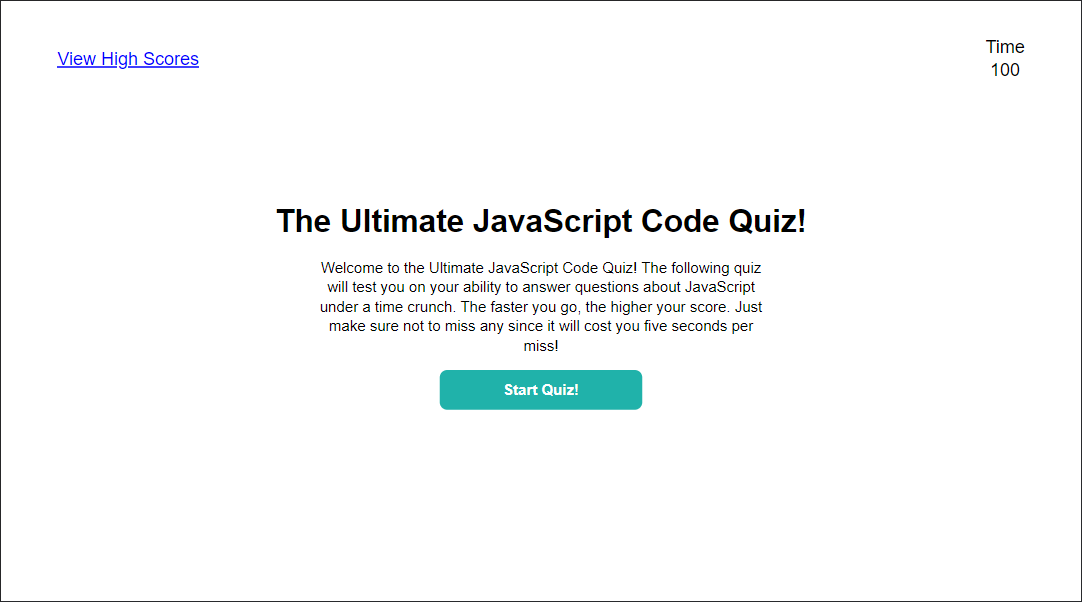 View High Scores
Time
100
The Ultimate JavaScript Code Quiz!
Welcome to the Ultimate JavaScript Code Quiz! The following quiz
will test you on your ability to answer questions about JavaScript
under a time crunch. The faster you go, the higher your score. Just
make sure not to miss any since it will cost you five seconds per
miss!
Start Quiz!